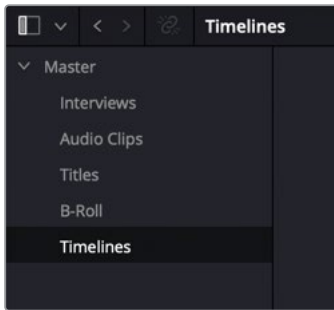 Timelines
Master
Interviews
Audio Clips
Titles
B-Roll
Timelines